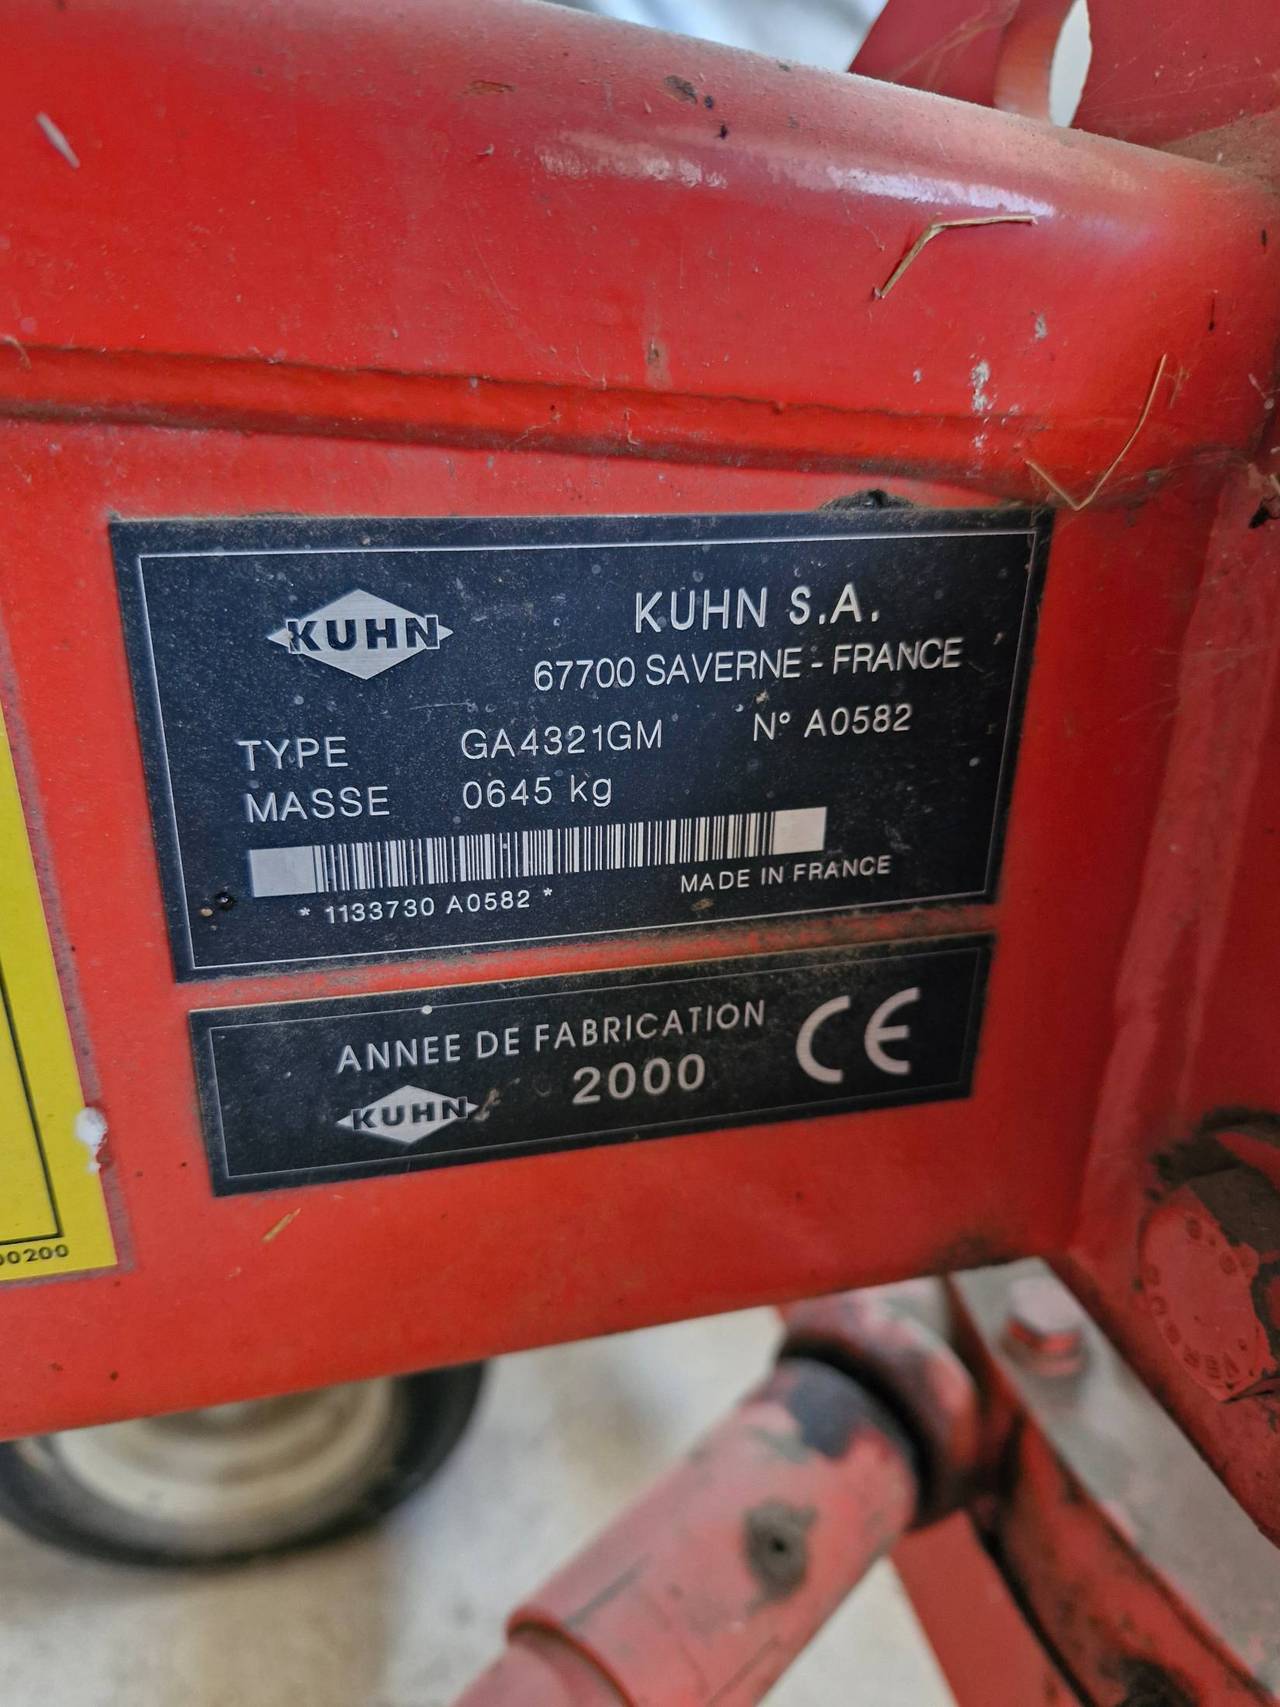 KUHN
KUHN S.A.
67700 SAVERNE - FRANCE
TYPE GA4321GM N° A0582
MASSE 0645 kg
* 1133730 A0582 *
MADE IN FRANCE
ANNEE DE FABRICATION
2000
CE
KUHN
00200